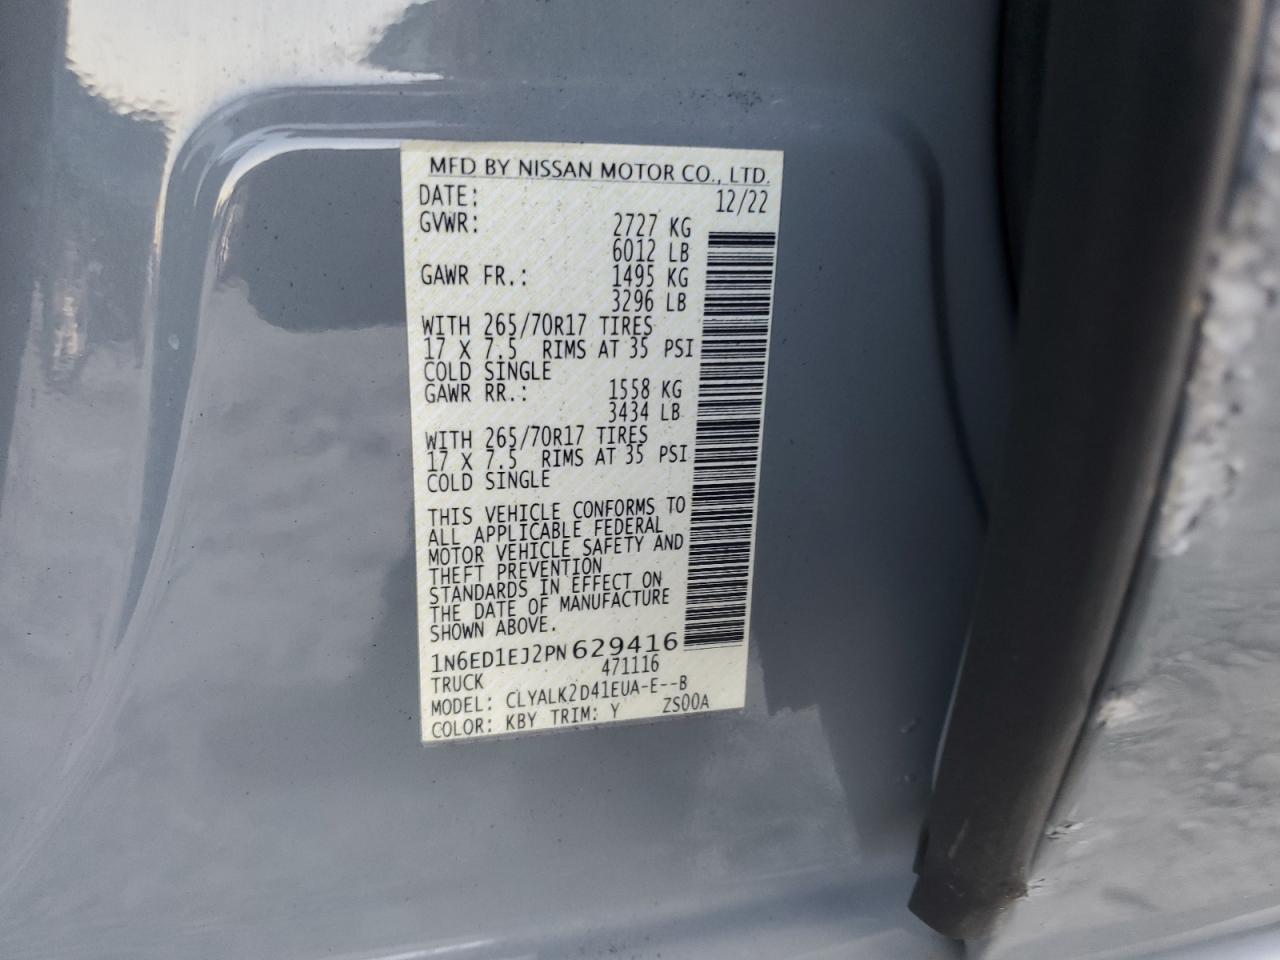 MFD BY NISSAN MOTOR CO., LTD.
DATE: 12/22
GVWR: 2727 KG
6012 LB
GAWR FR.: 1495 KG
3296 LB
WITH 265/70R17 TIRES
17 X 7.5 RIMS AT 35 PSI
COLD SINGLE
GAWR RR.: 1558 KG
3434 LB
WITH 265/70R17 TIRES
17 X 7.5 RIMS AT 35 PSI
COLD SINGLE
THIS VEHICLE CONFORMS TO
ALL APPLICABLE FEDERAL
MOTOR VEHICLE SAFETY AND
THEFT PREVENTION
STANDARDS IN EFFECT ON
THE DATE OF MANUFACTURE
SHOWN ABOVE.
1N6ED1EJ2PN629416
TRUCK 471116
MODEL: CLYALK2D41EUA-E--B
COLOR: KBY TRIM: Y ZS00A